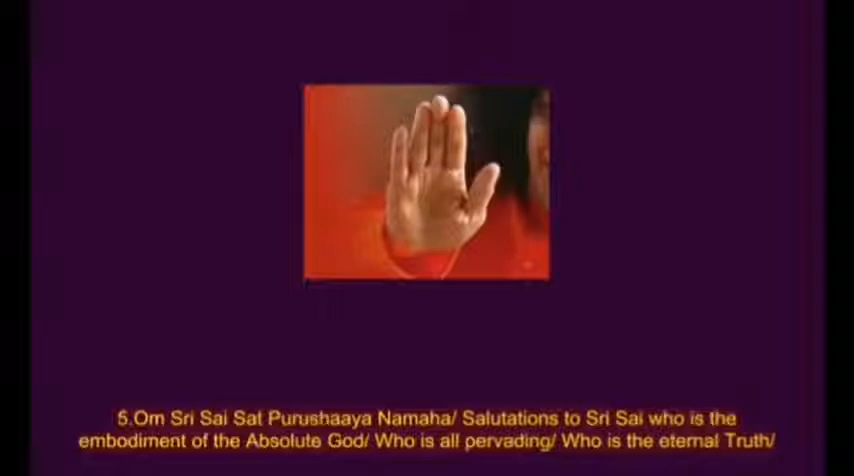 5.Om Sri Sai Sat Purushaaya Namaha/ Salutations to Sri Sai who is the
embodiment of the Absolute God/ Who is all pervading/ Who is the eternal Truth/